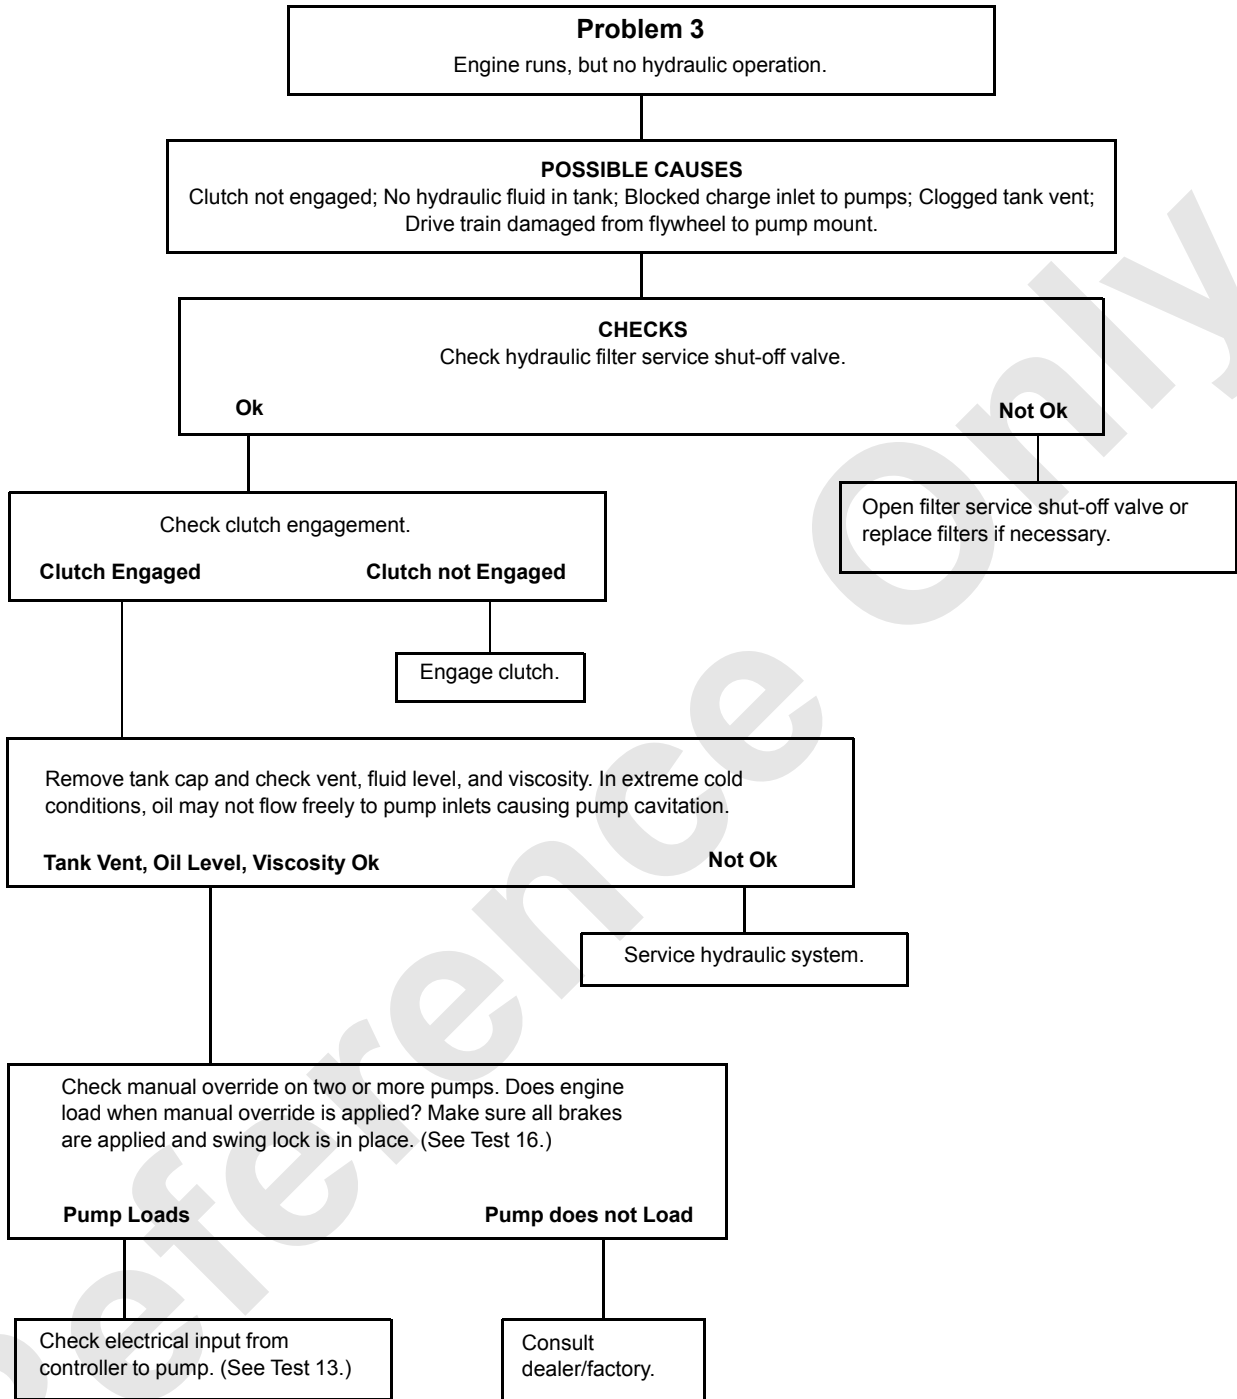 Problem 3
Engine runs, but no hydraulic operation.
POSSIBLE CAUSES
Clutch not engaged; No hydraulic fluid in tank; Blocked charge inlet to pumps; Clogged tank vent;
Drive train damaged from flywheel to pump mount.
CHECKS
Check hydraulic filter service shut-off valve.
Ok
Not Ok
Open filter service shut-off valve or
replace filters if necessary.
Check clutch engagement.
Clutch Engaged
Clutch not Engaged
Engage clutch.
Remove tank cap and check vent, fluid level, and viscosity. In extreme cold
conditions, oil may not flow freely to pump inlets causing pump cavitation.
Tank Vent, Oil Level, Viscosity Ok
Not Ok
Service hydraulic system.
Check manual override on two or more pumps. Does engine
load when manual override is applied? Make sure all brakes
are applied and swing lock is in place. (See Test 16.)
Pump Loads
Pump does not Load
Check electrical input from
controller to pump. (See Test 13.)
Consult
dealer/factory.
Reference Only